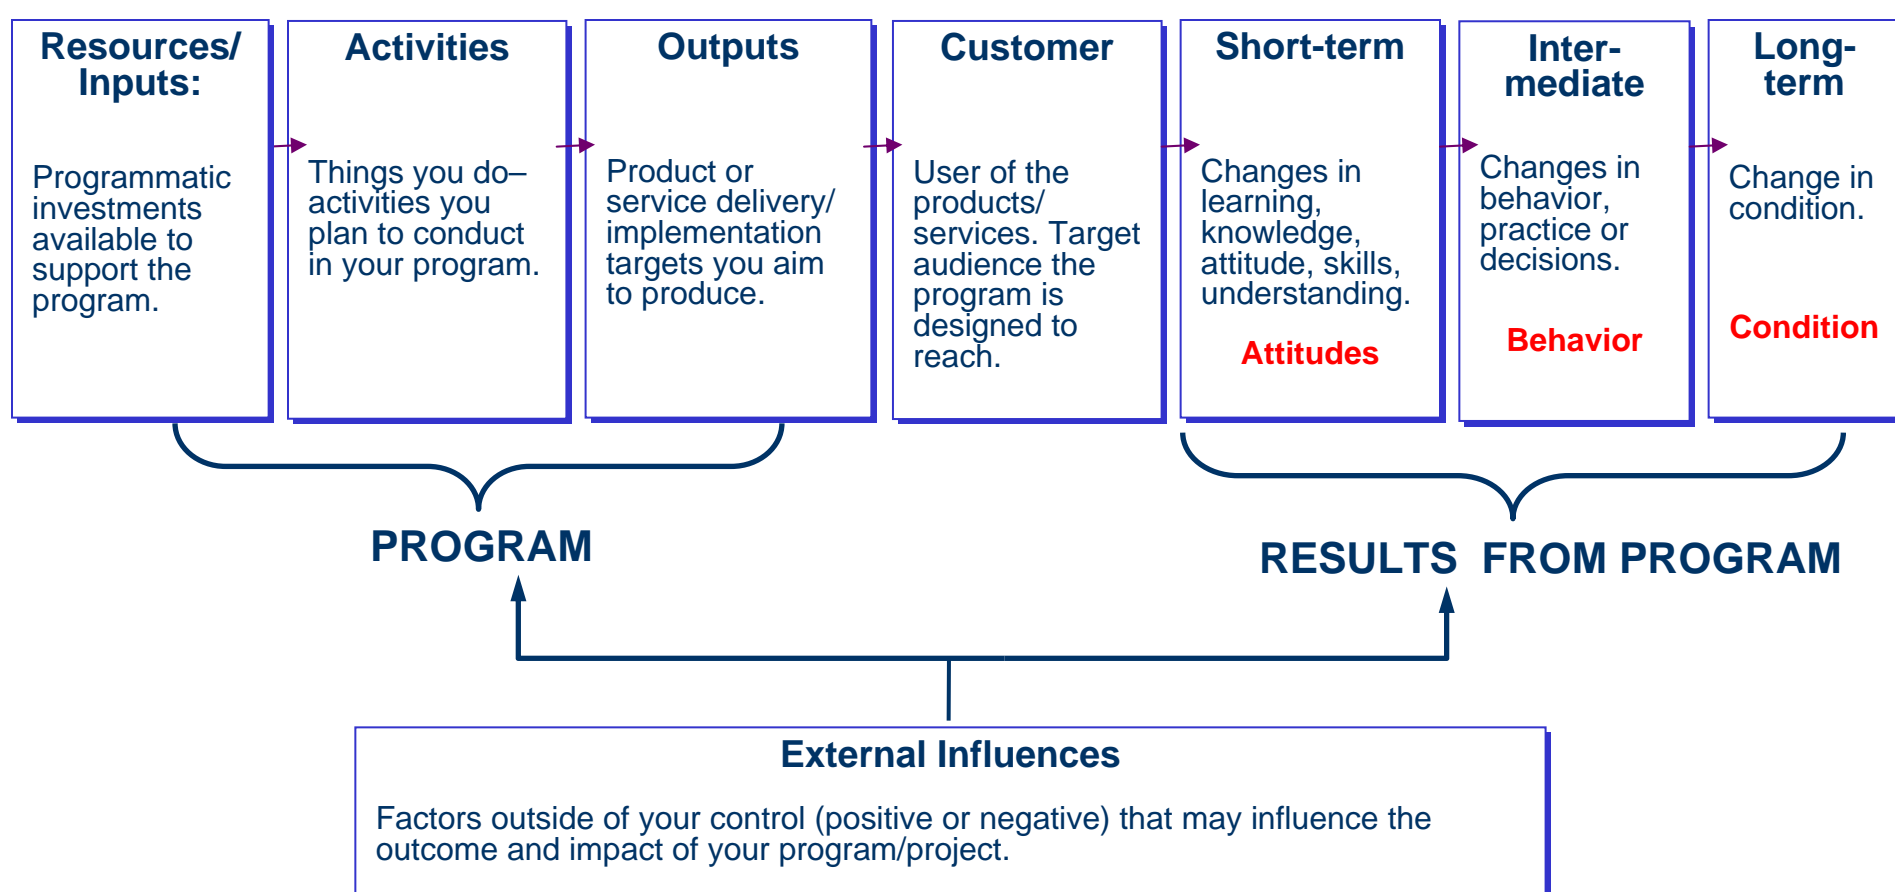 Resources/
Inputs:
Programmatic
investments
available to
support the
program.
Activities
Things you do–
activities you
plan to conduct
in your program.
Outputs
Product or
service delivery/
implementation
targets you aim
to produce.
Customer
User of the
products/
services. Target
audience the
program is
designed to
reach.
Short-term
Changes in
learning,
knowledge,
attitude, skills,
understanding.
Attitudes
Inter-
mediate
Changes in
behavior,
practice or
decisions.
Behavior
Long-
term
Change in
condition.
Condition
PROGRAM
RESULTS  FROM PROGRAM
External Influences
Factors outside of your control (positive or negative) that may influence the
outcome and impact of your program/project.